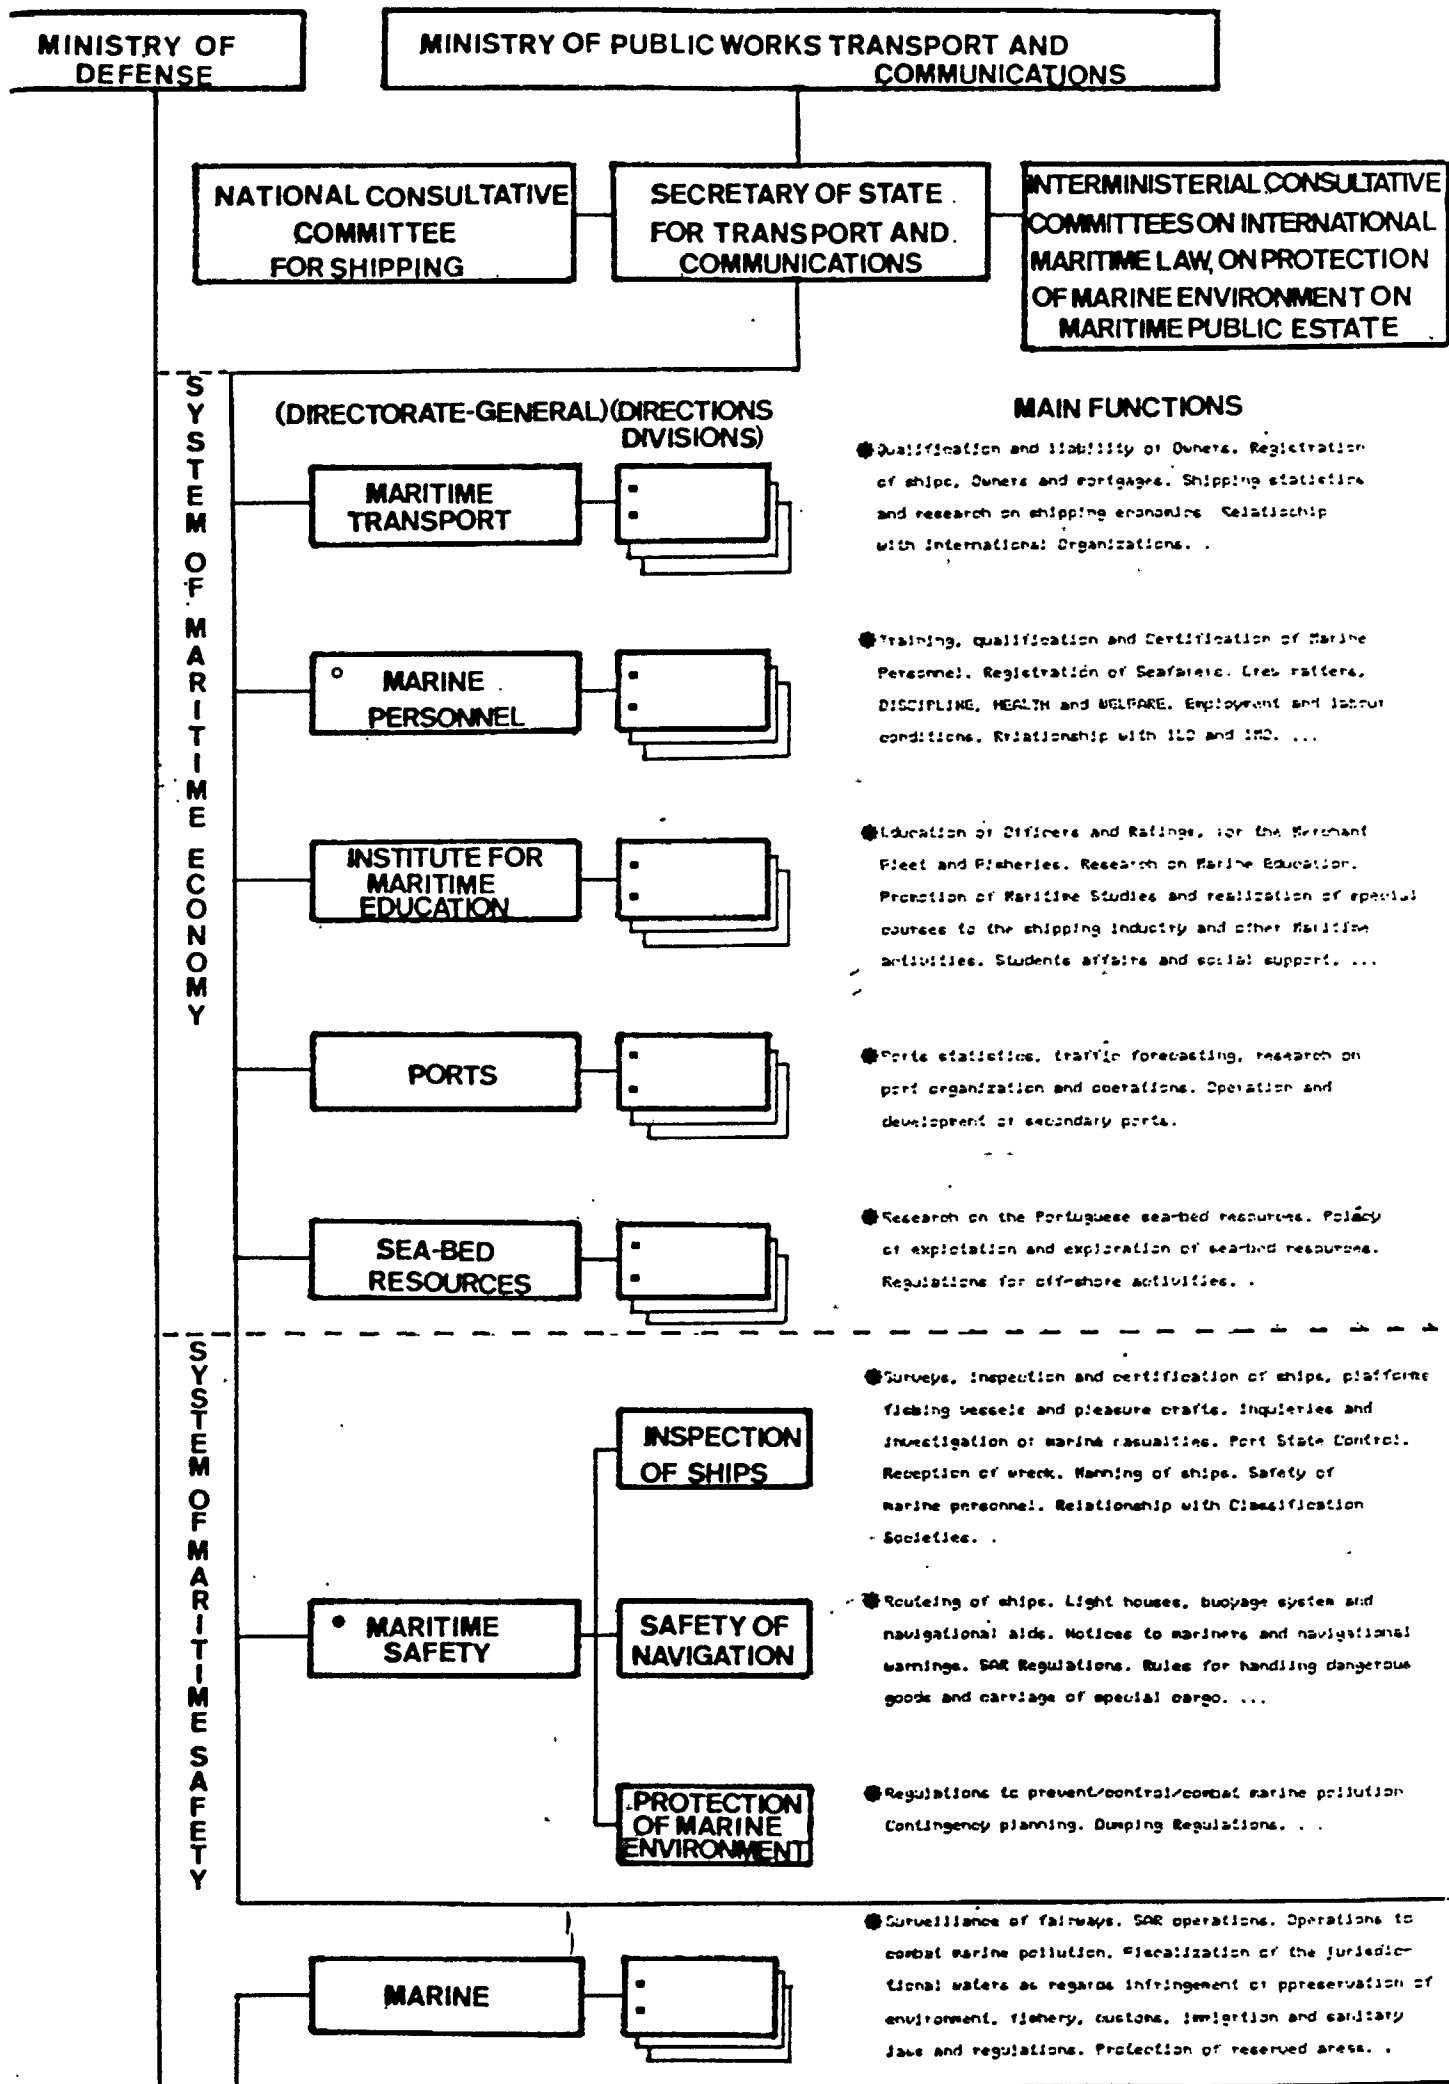 MINISTRY OF
DEFENSE
MINISTRY OF PUBLIC WORKS TRANSPORT AND
COMMUNICATIONS
NATIONAL CONSULTATIVE
COMMITTEE
FOR SHIPPING
SECRETARY OF STATE
FOR TRANSPORT AND
COMMUNICATIONS
INTERMINISTERIAL CONSULTATIVE
COMMITTEES ON INTERNATIONAL
MARITIME LAW, ON PROTECTION
OF MARINE ENVIRONMENT ON
MARITIME PUBLIC ESTATE
SYSTEM OF MARITIME ECONOMY
(DIRECTORATE-GENERAL) (DIRECTIONS
DIVISIONS)
MAIN FUNCTIONS
MARITIME
TRANSPORT
Qualification and liability of Owners. Registration
of ships, Owners and mortgages. Shipping statistics
and research on shipping economics
with International Organizations. .
MARINE
PERSONNEL
Training, qualification and Certification of Marine
Personnel. Registration of Seafarers. Crew matters,
DISCIPLINE, HEALTH and WELFARE. Employment and labour
conditions. Relationship with ILO and IMO. ...
INSTITUTE FOR
MARITIME
EDUCATION
Education of Officers and Ratings, for the Merchant
Fleet and Fisheries. Research on Marine Education.
Promotion of Maritime Studies and realization of special
courses to the shipping industry and other Maritime
activities. Students affairs and social support. ...
PORTS
Ports statistics, traffic forecasting, research on
port organization and operations. Operation and
development of secondary ports.
SEA-BED
RESOURCES
Research on the Portuguese sea-bed resources. Policy
of explotation and exploration of sea-bed resources.
Regulations for off-shore activities. .
SYSTEM OF MARITIME SAFETY
INSPECTION
OF SHIPS
Surveys, inspection and certification of ships, platforms
fishing vessels and pleasure crafts. Inquieries and
investigation of marine casualties. Port State Control.
Reception of wreck. Manning of ships. Safety of
marine personnel. Relationship with Classification
Societies. .
MARITIME
SAFETY
SAFETY OF
NAVIGATION
Routeing of ships. Light houses, buoyage system and
navigational aids. Notices to mariners and navigational
warnings. SAR Regulations. Rules for handling dangerous
goods and carriage of special cargo. ...
PROTECTION
OF MARINE
ENVIRONMENT
Regulations to prevent/control/combat marine pollution
Contingency planning. Dumping Regulations. . .
MARINE
Surveillance of fairways. SAR operations. Operations to
combat marine pollution. Fiscalization of the jurisdic-
tional waters as regards infringement of ppreservation of
environment, fishery, customs, and sanitary
laws and regulations. Protection of reserved areas. .